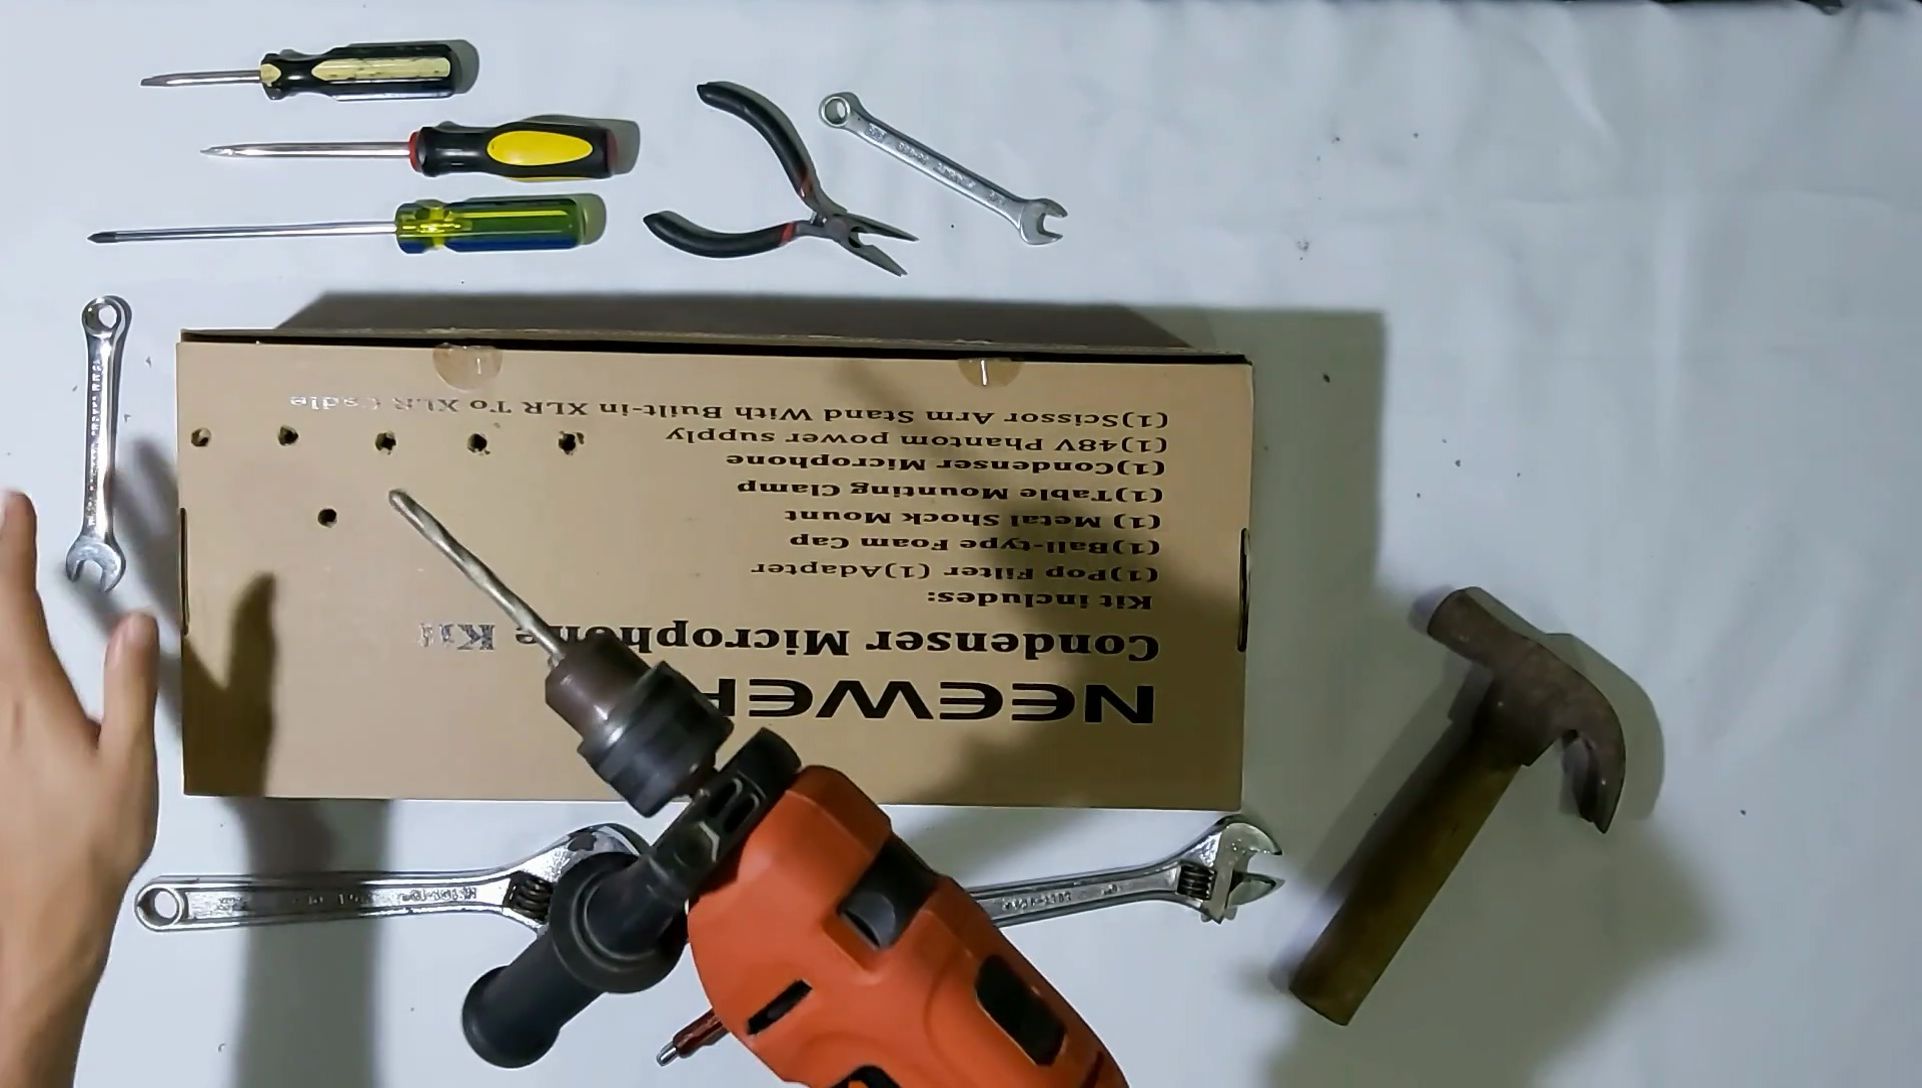 NEEWER
Condenser Microphone Kit
Kit includes:
(1)Pop Filter (1)Adapter
(1)Ball-type Foam Cap
(1) Metal Shock Mount
(1)Table Mounting Clamp
(1)Condenser Microphone
(1)48V Phantom power supply
(1)Scissor Arm Stand With Built-in XLR To XLR Cable